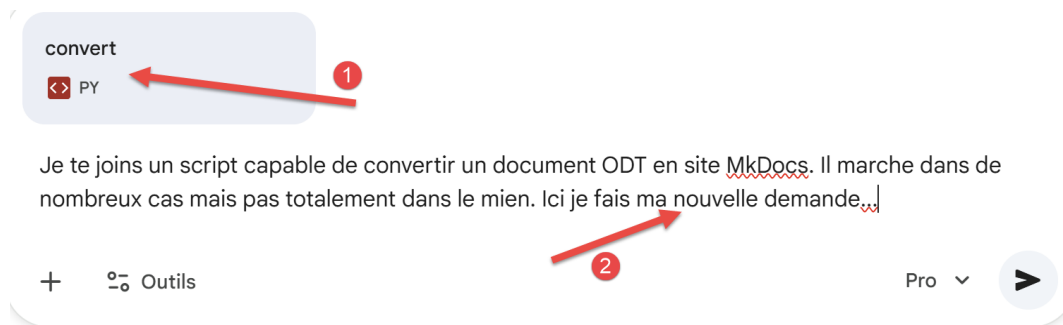 convert
PY
1
Je te joins un script capable de convertir un document ODT en site MkDocs. Il marche dans de
nombreux cas mais pas totalement dans le mien. Ici je fais ma nouvelle demande...
2
Outils
Pro